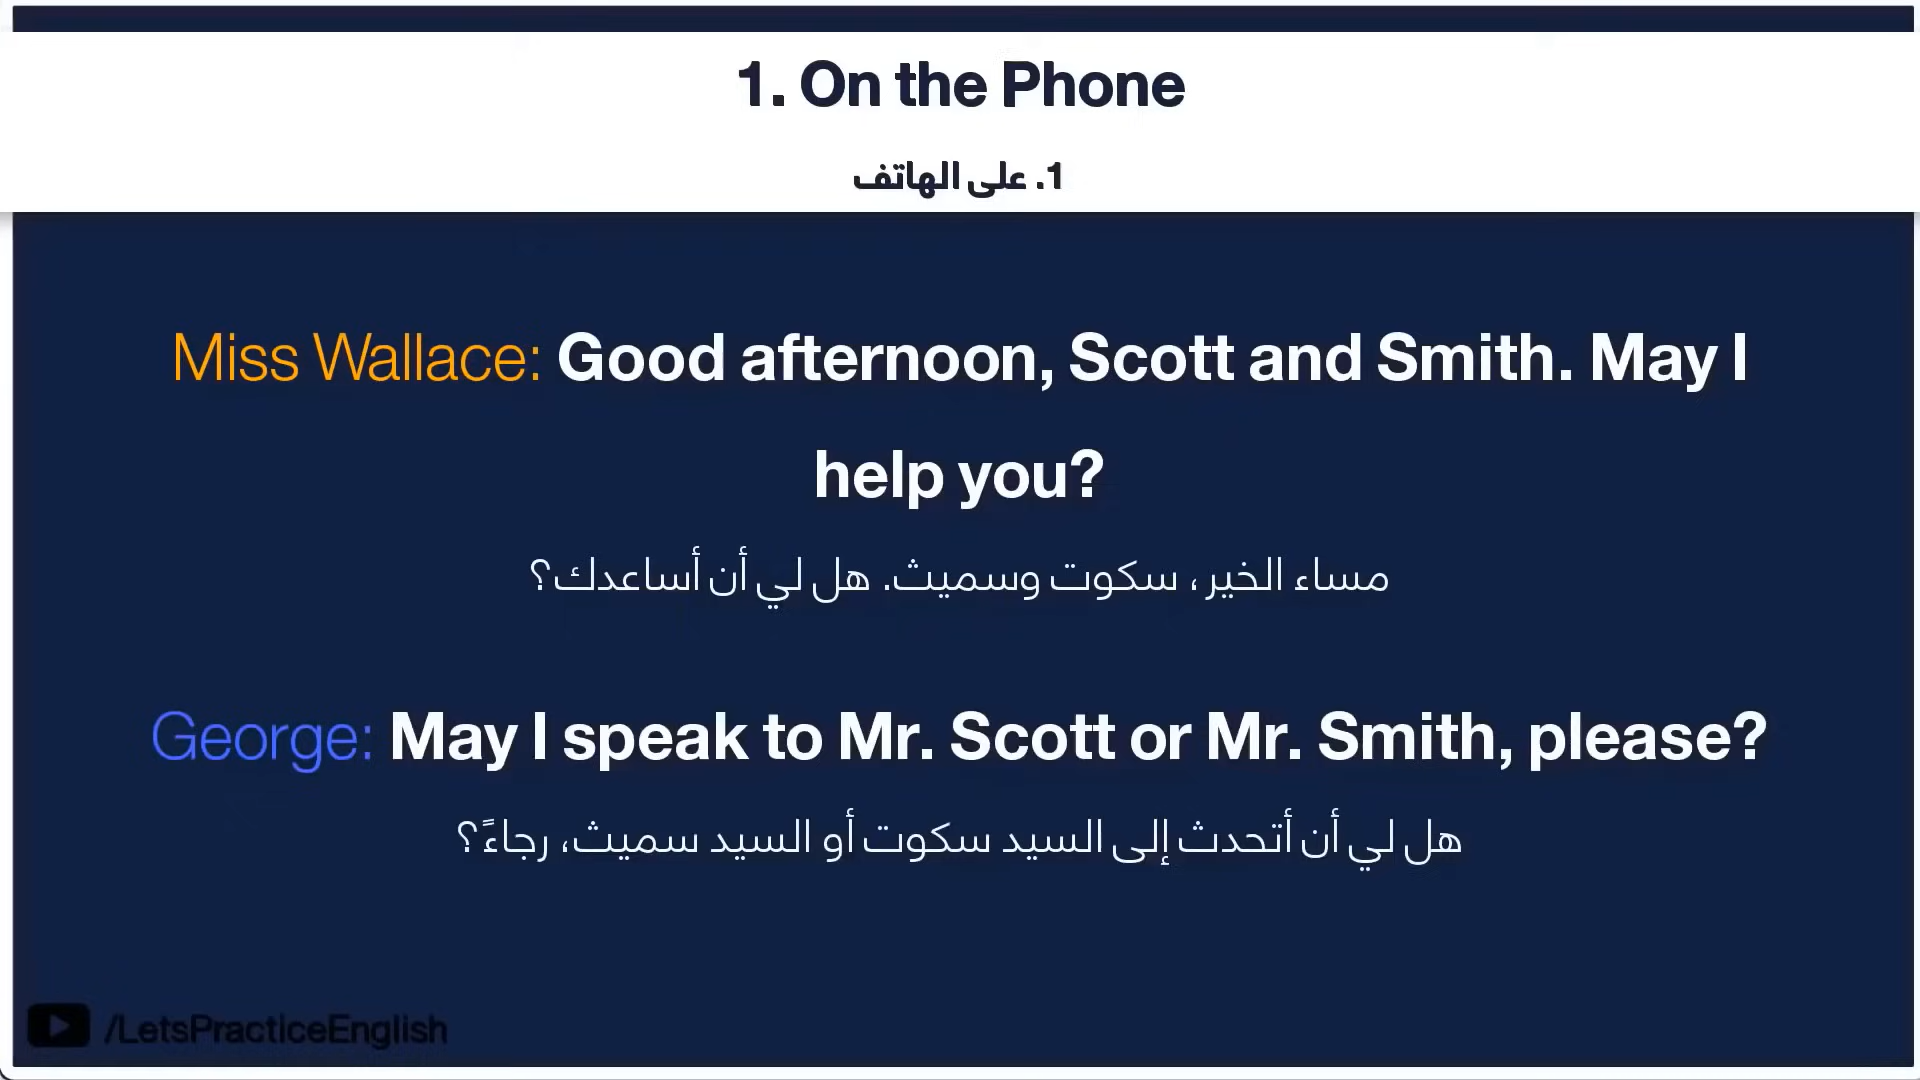 1. On the Phone
1. على الهاتف
Miss Wallace: Good afternoon, Scott and Smith. May I
help you?
مساء الخير، سكوت وسميث. هل لي أن أساعدك؟
George: May I speak to Mr. Scott or Mr. Smith, please?
هل لي أن أتحدث إلى السيد سكوت أو السيد سميث، رجاءً؟
/LetsPracticeEnglish